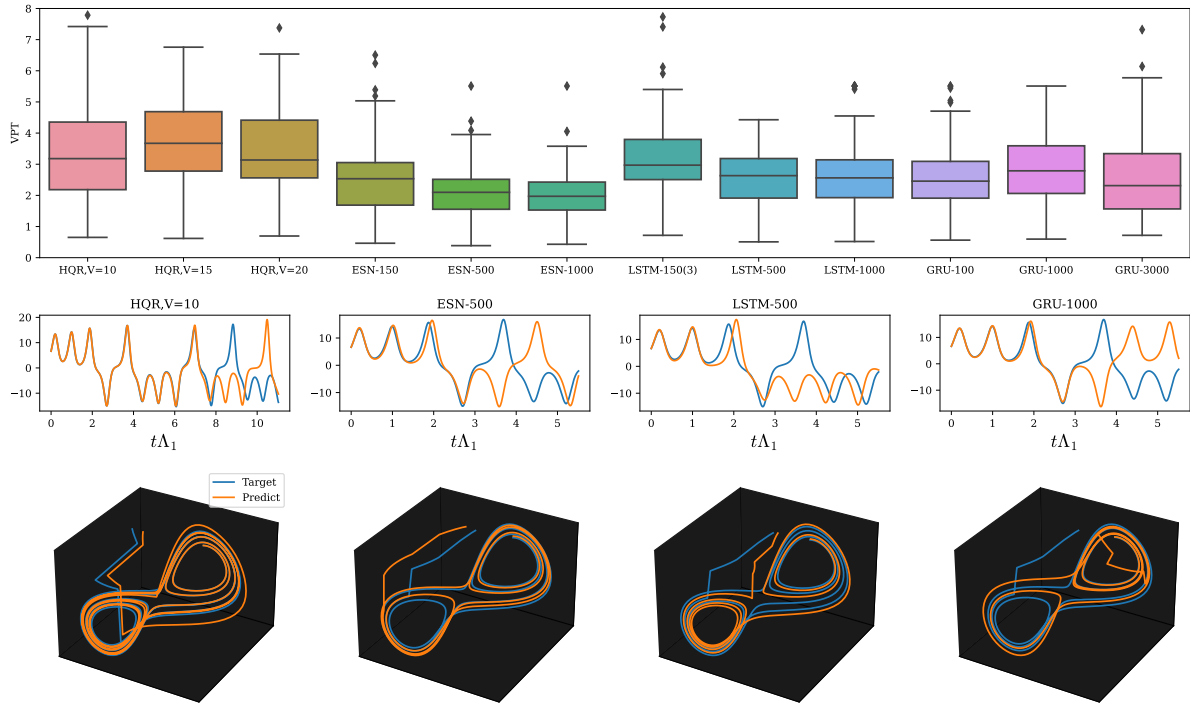 8
7
6
5
4
3
2
1
0
VPT
HQR,V=10 HQR,V=15 HQR,V=20 ESN-150 ESN-500 ESN-1000 LSTM-150(3) LSTM-500 LSTM-1000 GRU-100 GRU-1000 GRU-3000
HQR,V=10 ESN-500 LSTM-500 GRU-1000
20
10
0
−10
0 2 4 6 8 10
tΛ₁
10
0
−10
0 1 2 3 4 5
tΛ₁
10
0
−10
0 1 2 3 4 5
tΛ₁
10
0
−10
0 1 2 3 4 5
tΛ₁
Target
Predict